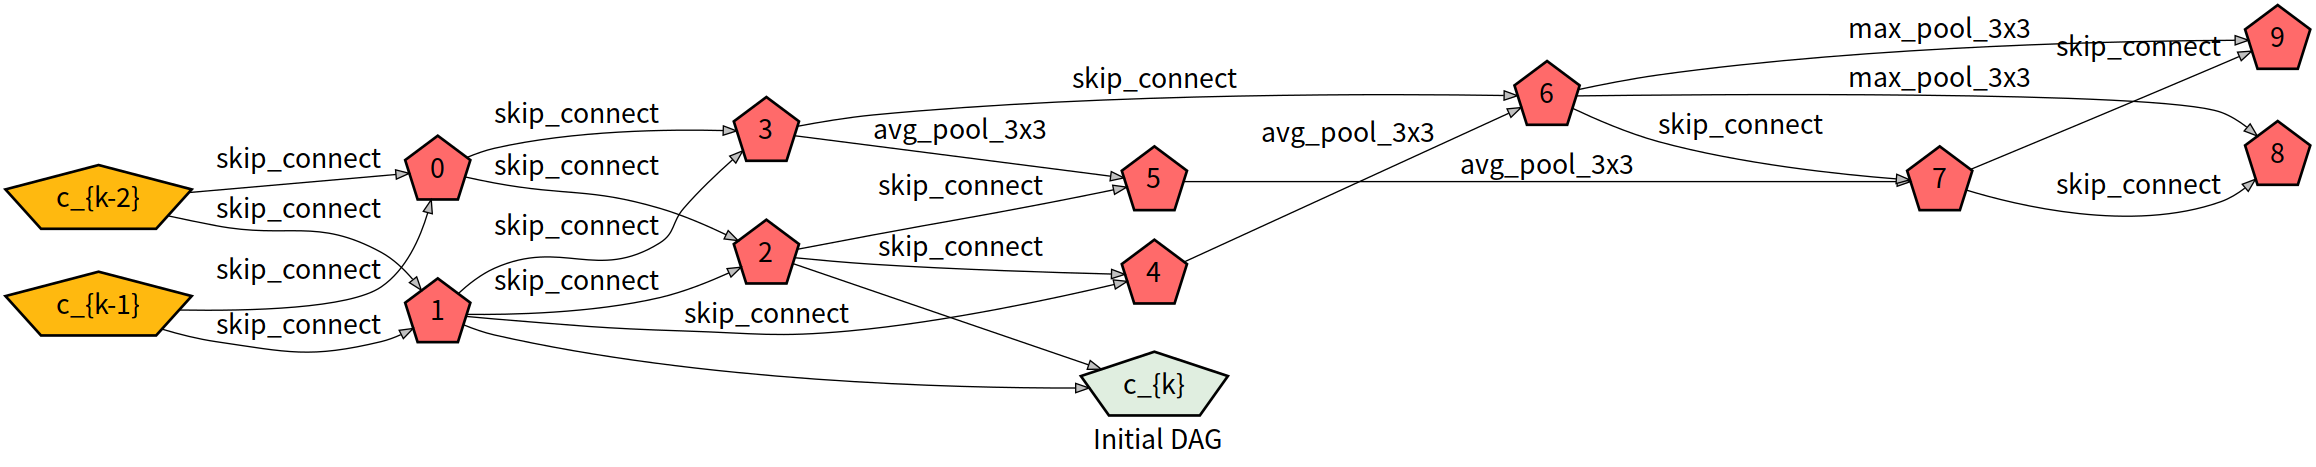 max_pool_3x3
9
skip_connect
skip_connect
max_pool_3x3
6
skip_connect
3
avg_pool_3x3
avg_pool_3x3
skip_connect
8
skip_connect
0
skip_connect
avg_pool_3x3
5
7
skip_connect
skip_connect
c_{k-2}
skip_connect
skip_connect
2
skip_connect
skip_connect
4
skip_connect
c_{k-1}
1
skip_connect
skip_connect
c_{k}
Initial DAG